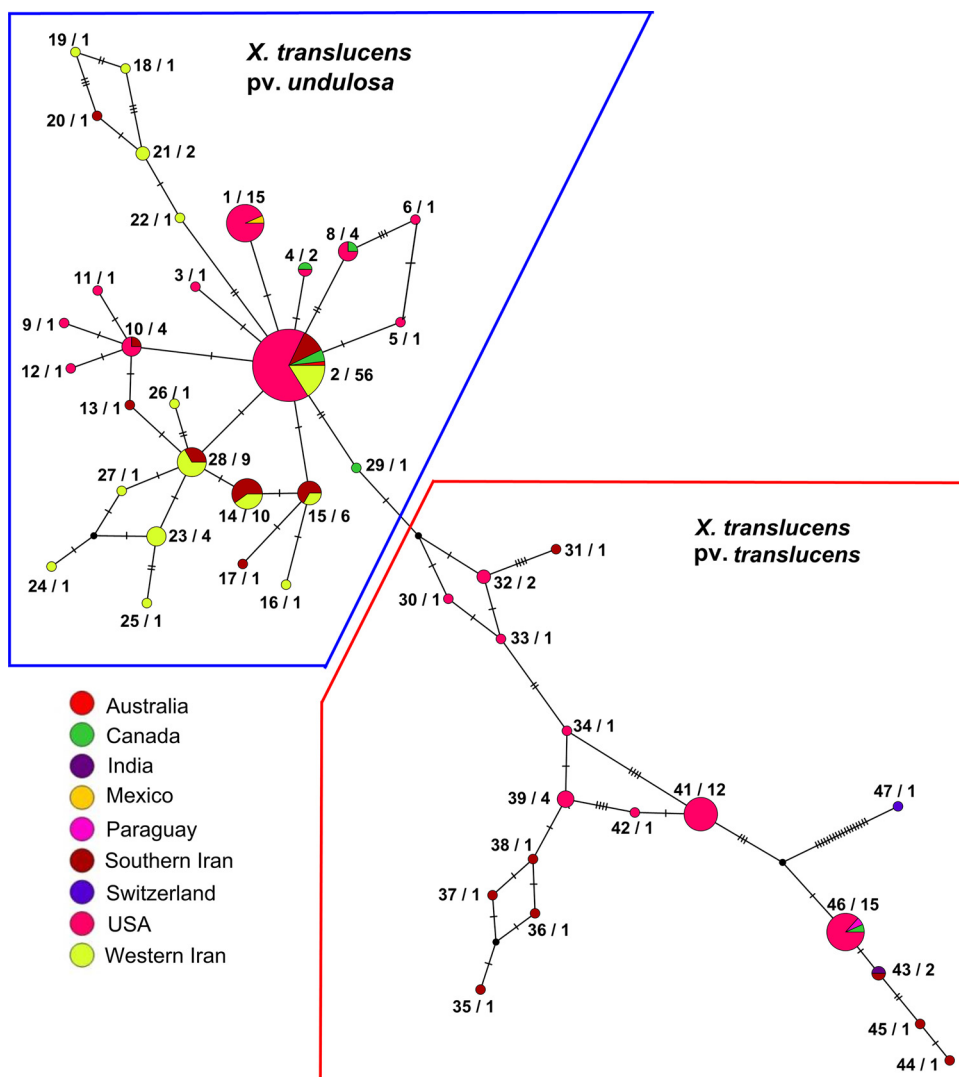 19 / 1
18 / 1
X. translucens
pv. undulosa
20 / 1
21 / 2
1 / 15
6 / 1
22 / 1
8 / 4
4 / 2
3 / 1
11 / 1
9 / 1
10 / 4
5 / 1
12 / 1
2 / 56
26 / 1
13 / 1
28 / 9
29 / 1
27 / 1
14 / 10
15 / 6
23 / 4
24 / 1
17 / 1
16 / 1
25 / 1
X. translucens
pv. translucens
31 / 1
32 / 2
30 / 1
33 / 1
34 / 1
41 / 12
47 / 1
39 / 4
42 / 1
38 / 1
37 / 1
36 / 1
35 / 1
46 / 15
43 / 2
45 / 1
44 / 1
Australia
Canada
India
Mexico
Paraguay
Southern Iran
Switzerland
USA
Western Iran